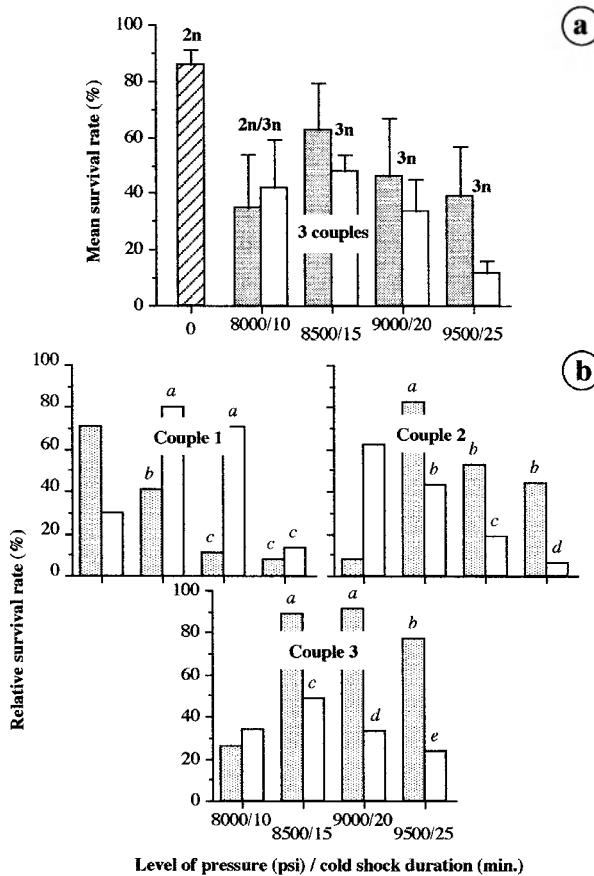 a
100
80
60
40
20
0
Mean survival rate (%)
2n
2n/3n
3n
3n
3n
3 couples
0
8000/10
8500/15
9000/20
9500/25
b
100
80
60
40
20
0
Couple 1
b
a
c
a
c
c
Couple 2
a
b
b
c
b
d
Relative survival rate (%)
100
80
60
40
20
0
Couple 3
a
c
a
d
b
e
8000/10
8500/15
9000/20
9500/25
Level of pressure (psi) / cold shock duration (min.)